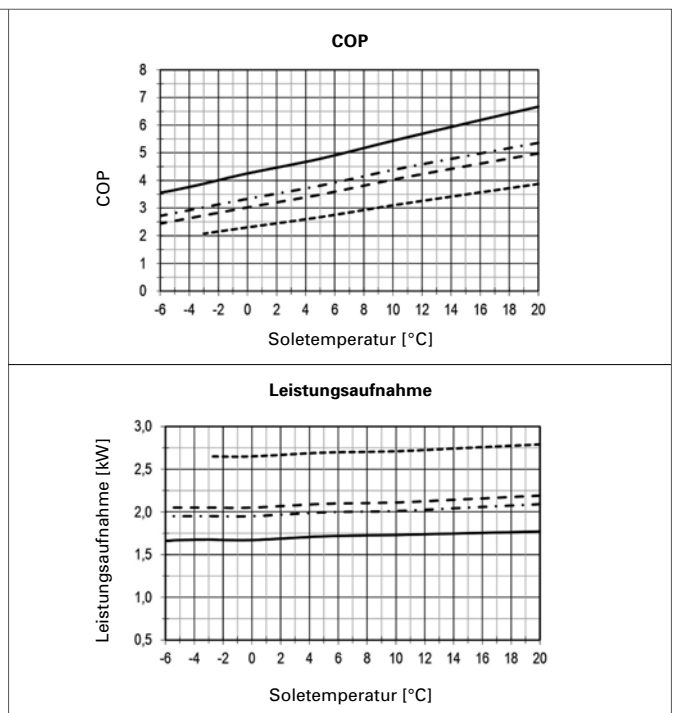 COP
8
7
6
5
4
3
2
1
0
COP
-6 -4 -2 0 2 4 6 8 10 12 14 16 18 20
Soletemperatur [°C]
Leistungsaufnahme
3,0
2,5
2,0
1,5
1,0
0,5
Leistungsaufnahme [kW]
-6 -4 -2 0 2 4 6 8 10 12 14 16 18 20
Soletemperatur [°C]